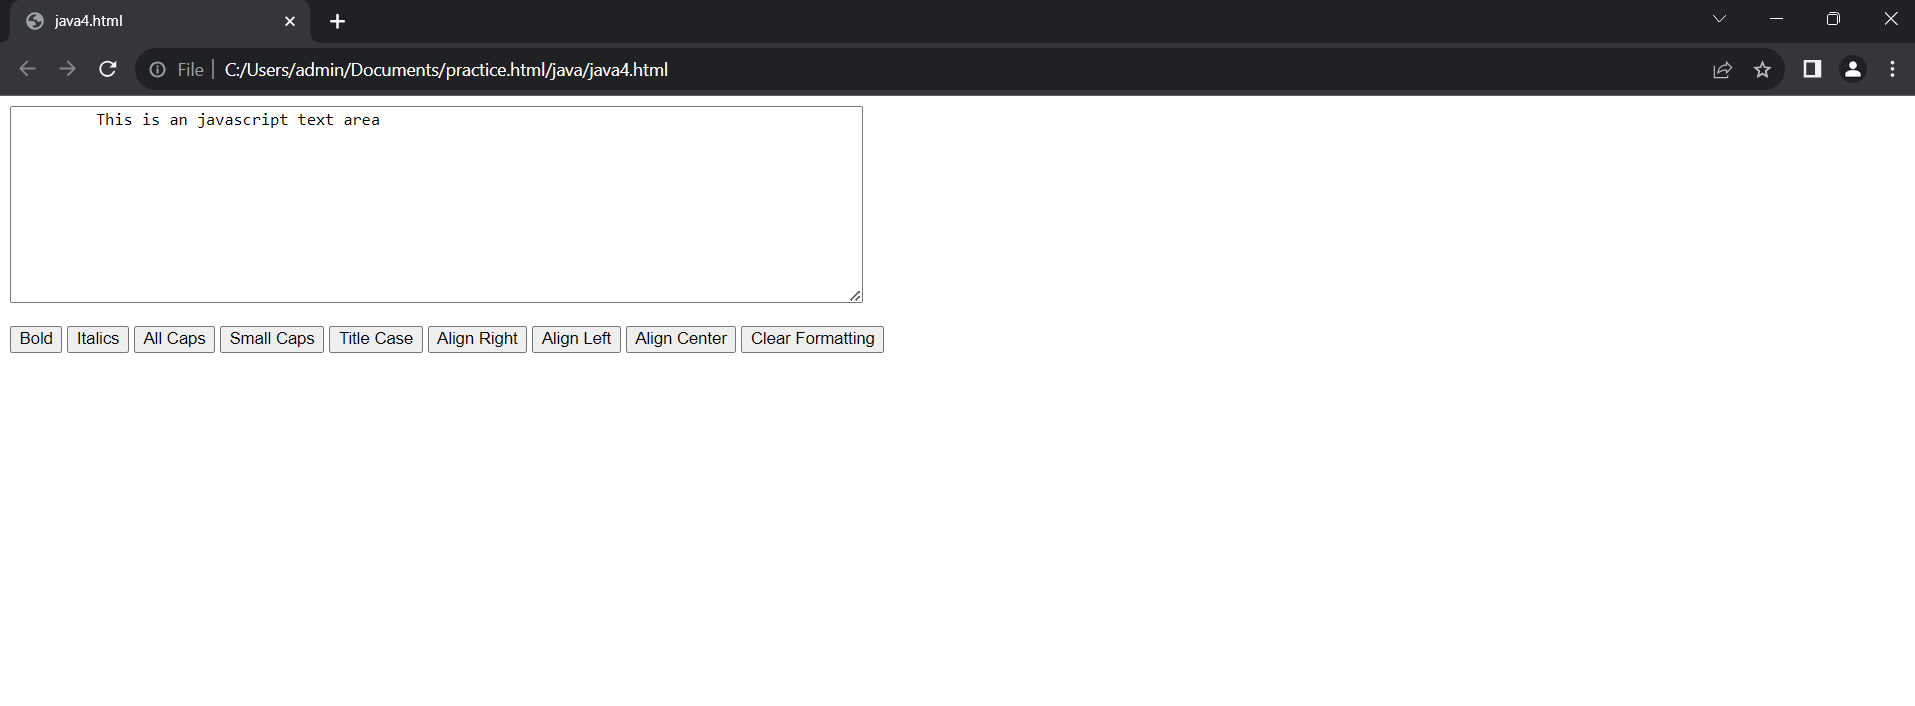 java4.html
File C:/Users/admin/Documents/practice.html/java/java4.html
This is an javascript text area
Bold Italics All Caps Small Caps Title Case Align Right Align Left Align Center Clear Formatting